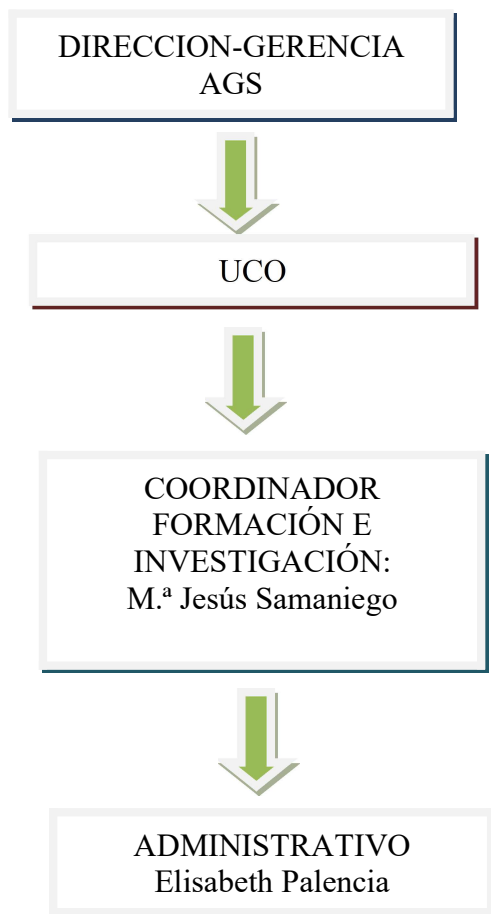 DIRECCION-GERENCIA
AGS
UCO
COORDINADOR
FORMACIÓN E
INVESTIGACIÓN:
M.ª Jesús Samaniego
ADMINISTRATIVO
Elisabeth Palencia